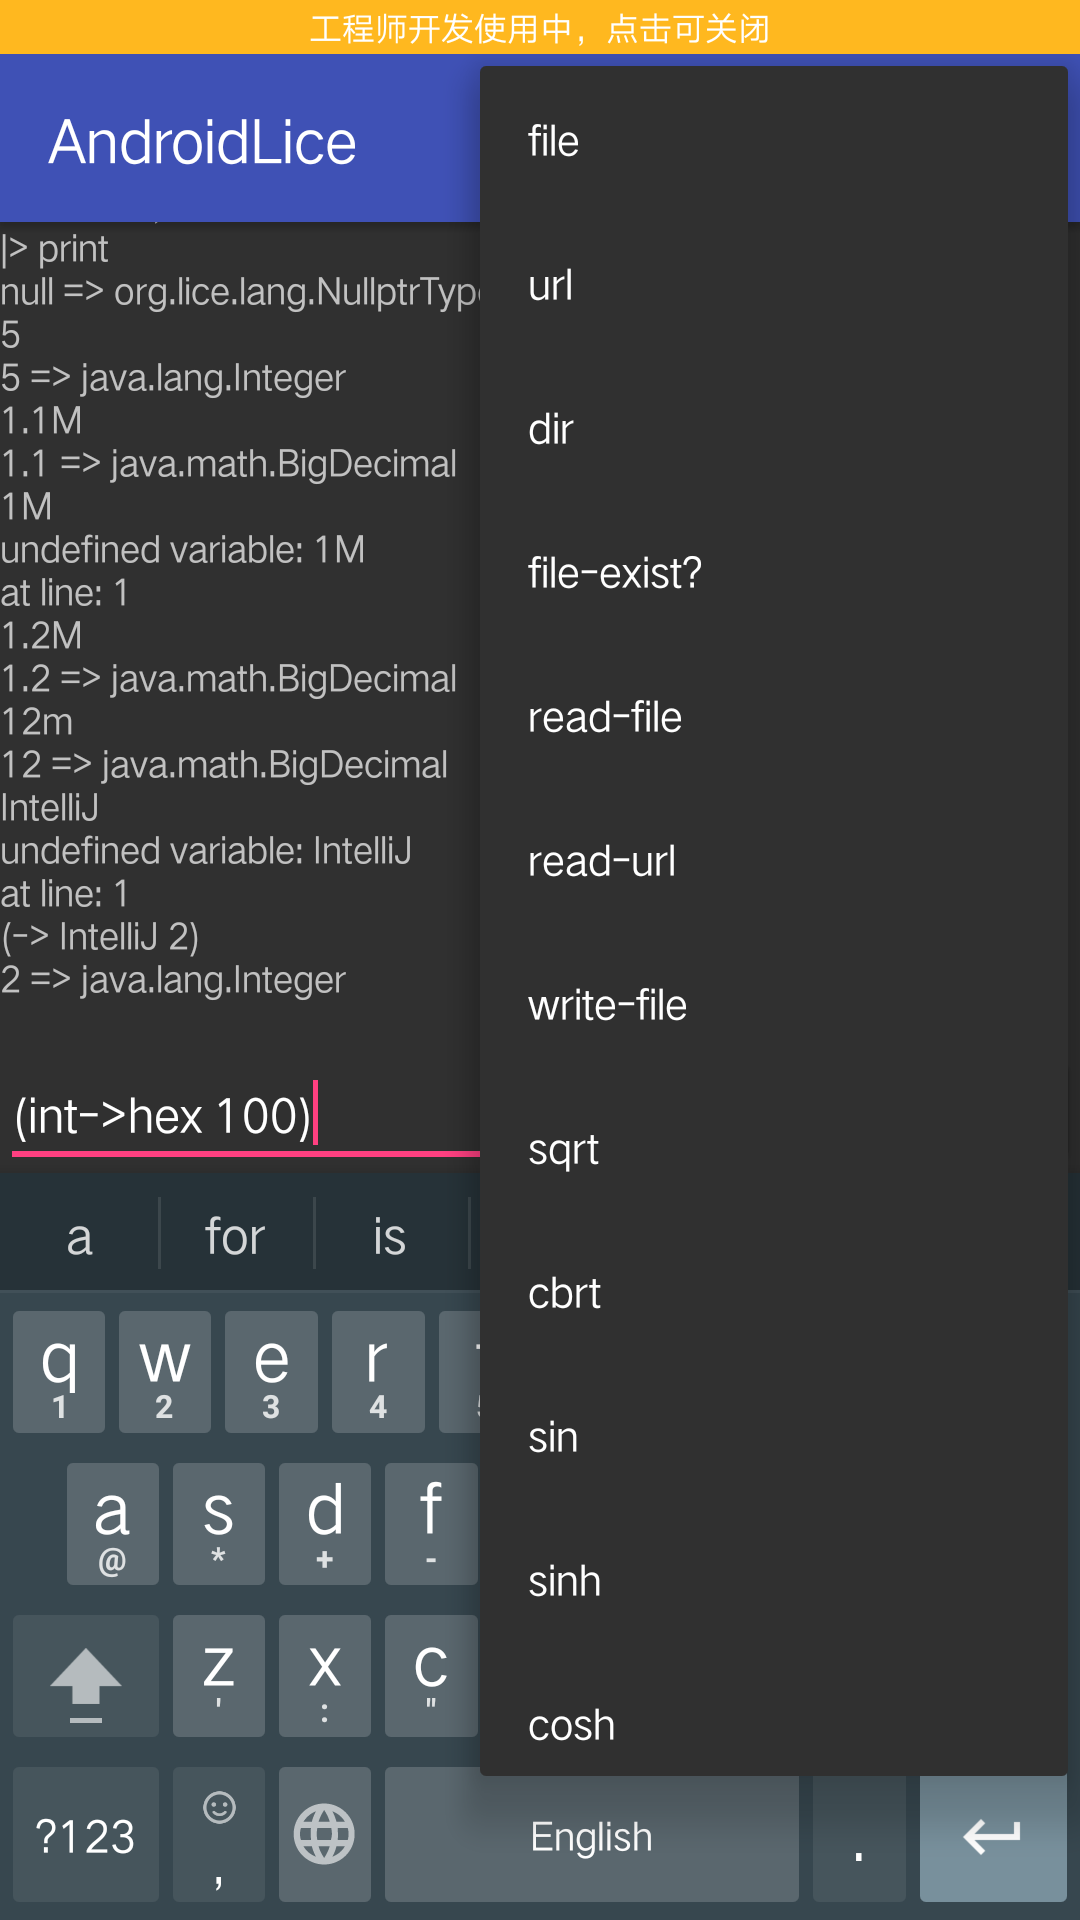 工程师开发使用中，点击可关闭
AndroidLice
|> print
null => org.lice.lang.NullptrTyp
5
5 => java.lang.Integer
1.1M
1.1 => java.math.BigDecimal
1M
undefined variable: 1M
at line: 1
1.2M
1.2 => java.math.BigDecimal
12m
12 => java.math.BigDecimal
IntelliJ
undefined variable: IntelliJ
at line: 1
(-> IntelliJ 2)
2 => java.lang.Integer
(int->hex 100)
file
url
dir
file-exist?
read-file
read-url
write-file
sqrt
cbrt
sin
sinh
cosh
a for is
q w e r
1 2 3 4
a s d f
@ * + -
z x c
' : "
?123 , English .